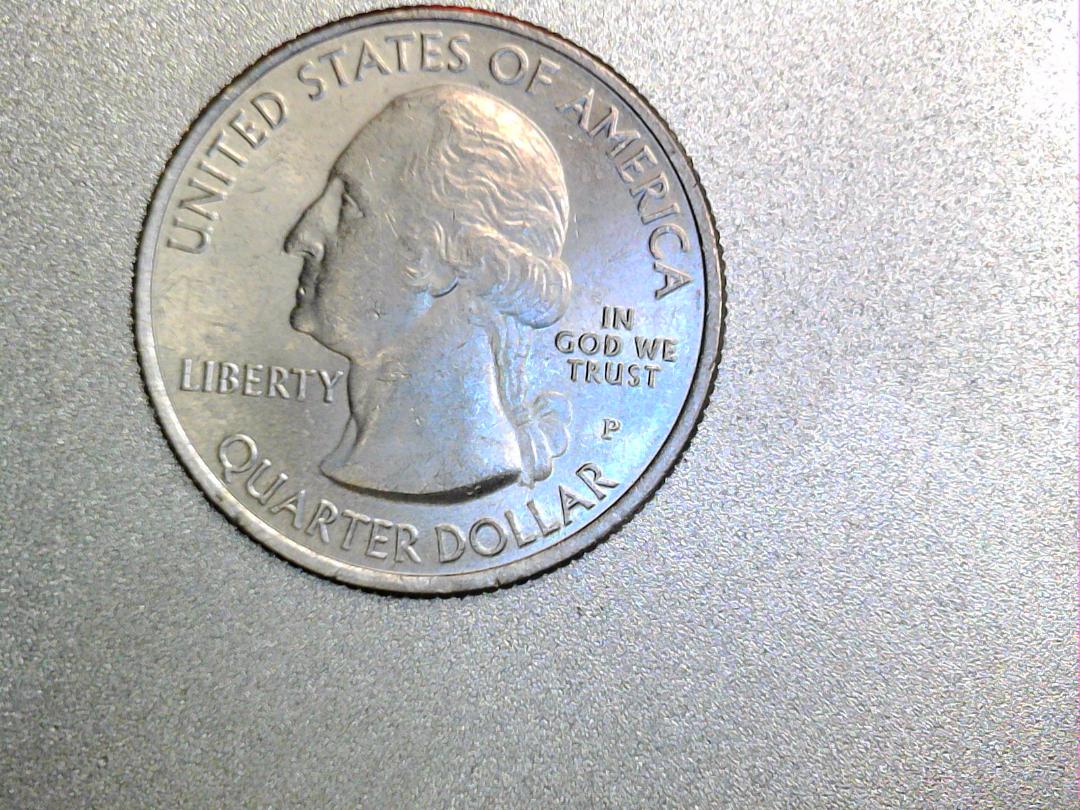 UNITED STATES OF AMERICA
LIBERTY
IN
GOD WE
TRUST
P
QUARTER DOLLAR